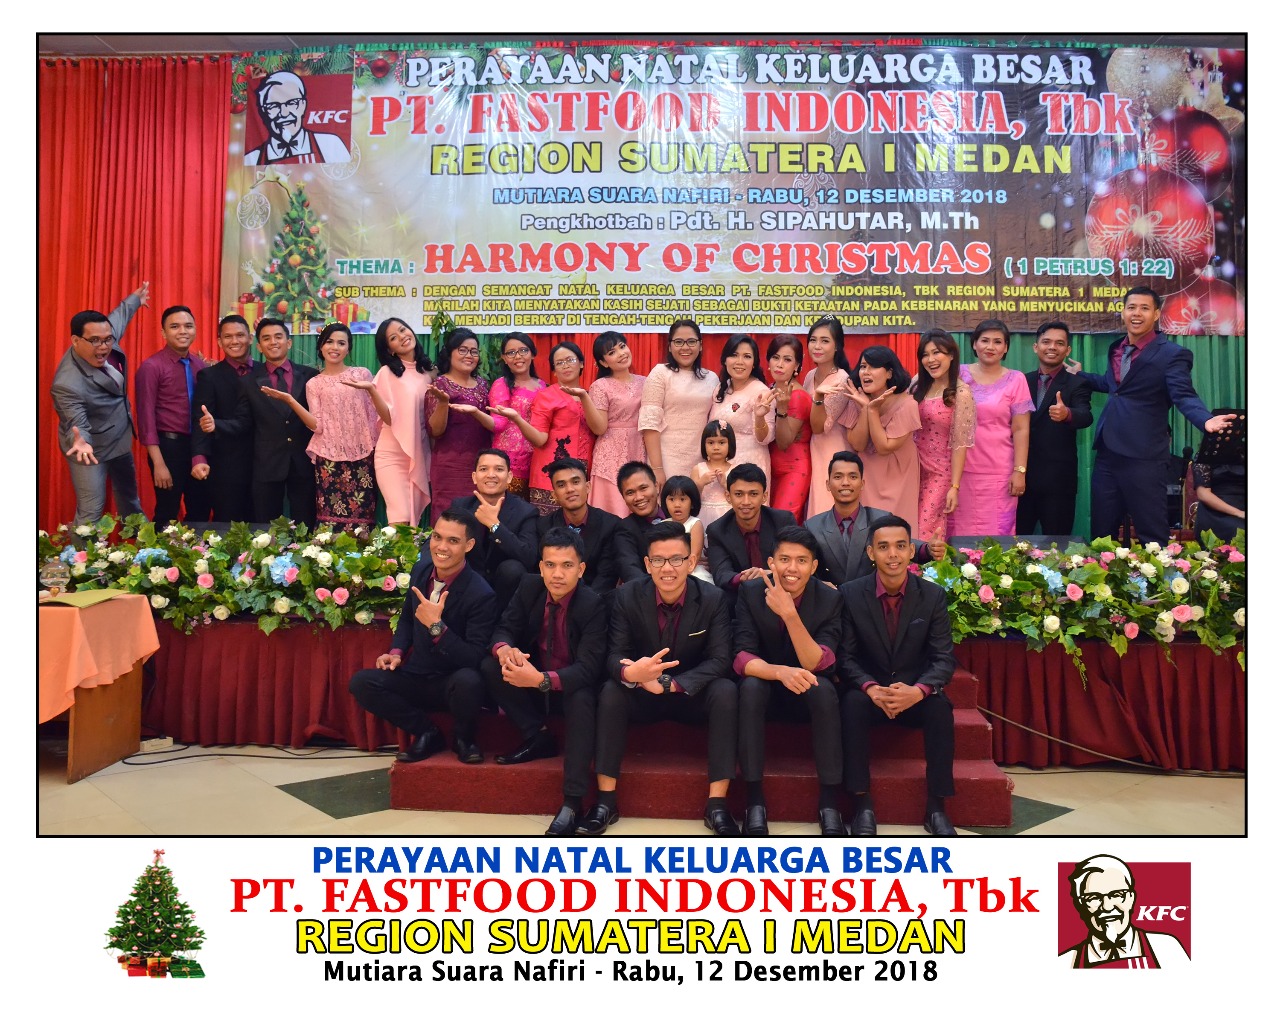 PERAYAAN NATAL KELUARGA BESAR
KFC
PT. FASTFOOD INDONESIA, Tbk
REGION SUMATERA I MEDAN
MUTIARA SUARA NAFIRI - RABU, 12 DESEMBER 2018
Pengkhotbah : Pdt. H. SIPAHUTAR, M.Th
THEMA : HARMONY OF CHRISTMAS ( 1 PETRUS 1: 22)
SUB THEMA : DENGAN SEMANGAT NATAL KELUARGA BESAR PT. FASTFOOD INDONESIA, TBK REGION SUMATERA 1
MARILAH KITA MENYATAKAN KASIH SEJATI SEBAGAI BUKTI KETAATAN PADA KEBENARAN YANG MENYUCIKAN
MENJADI BERKAT DI TENGAH-TENGAH PEKERJAAN DAN KITA.
PERAYAAN NATAL KELUARGA BESAR
PT. FASTFOOD INDONESIA, Tbk
REGION SUMATERA I MEDAN
Mutiara Suara Nafiri - Rabu, 12 Desember 2018
KFC